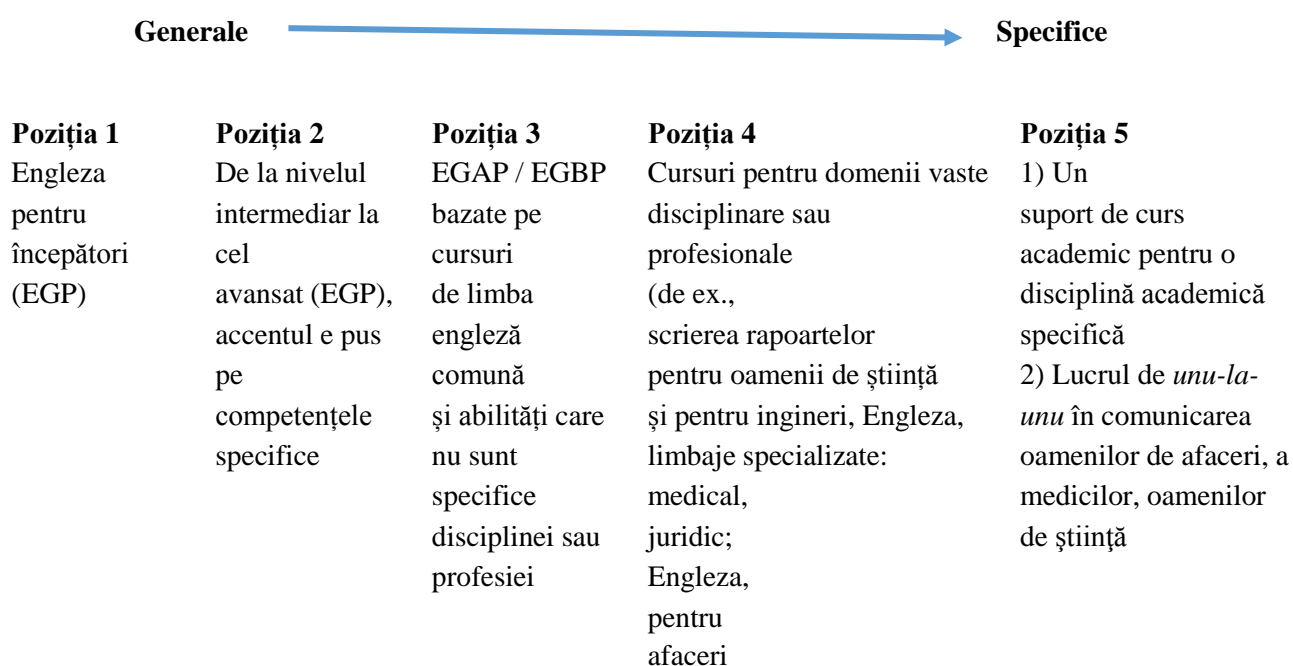 Generale Specifice
Poziția 1
Engleza
pentru
începători
(EGP)
Poziția 2
De la nivelul
intermediar la
cel
avansat (EGP),
accentul e pus
pe
competențele
specifice
Poziția 3
EGAP / EGBP
bazate pe
cursuri
de limba
engleză
comună
și abilități care
nu sunt
specifice
disciplinei sau
profesiei
Poziția 4
Cursuri pentru domenii vaste
disciplinare sau
profesionale
(de ex.,
scrierea rapoartelor
pentru oamenii de știință
și pentru ingineri, Engleza,
limbaje specializate:
medical,
juridic;
Engleza,
pentru
afaceri
Poziția 5
1) Un
suport de curs
academic pentru o
disciplină academică
specifică
2) Lucrul de unu-la-
unu în comunicarea
oamenilor de afaceri, a
medicilor, oamenilor
de ştiinţă